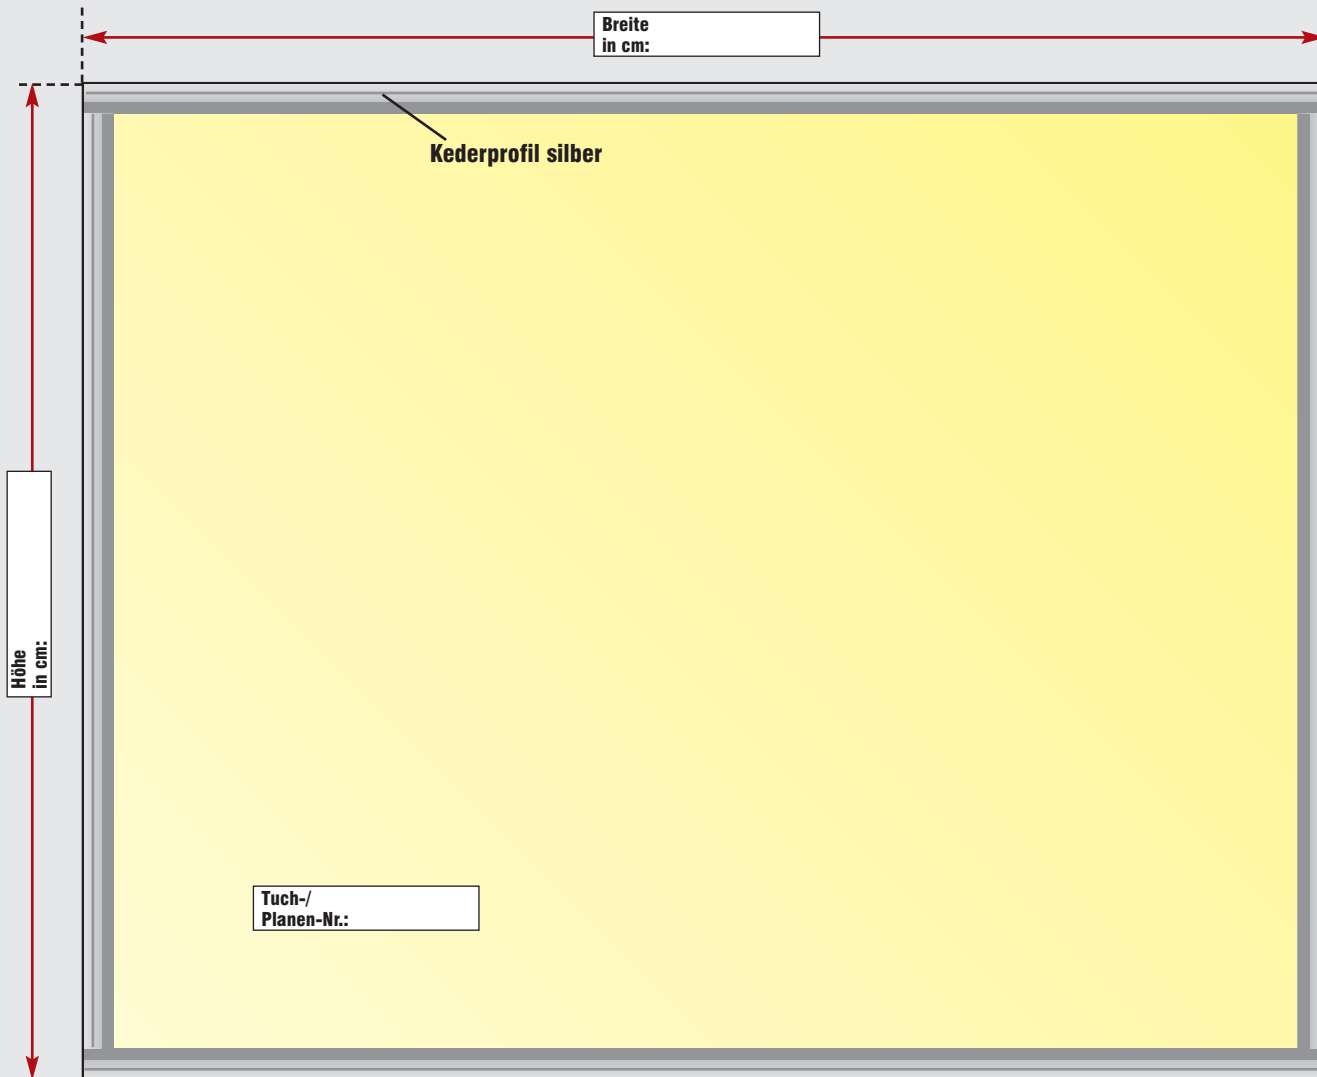 Breite
in cm:
Kederprofil silber
Höhe
in cm:
Tuch-/
Planen-Nr.: